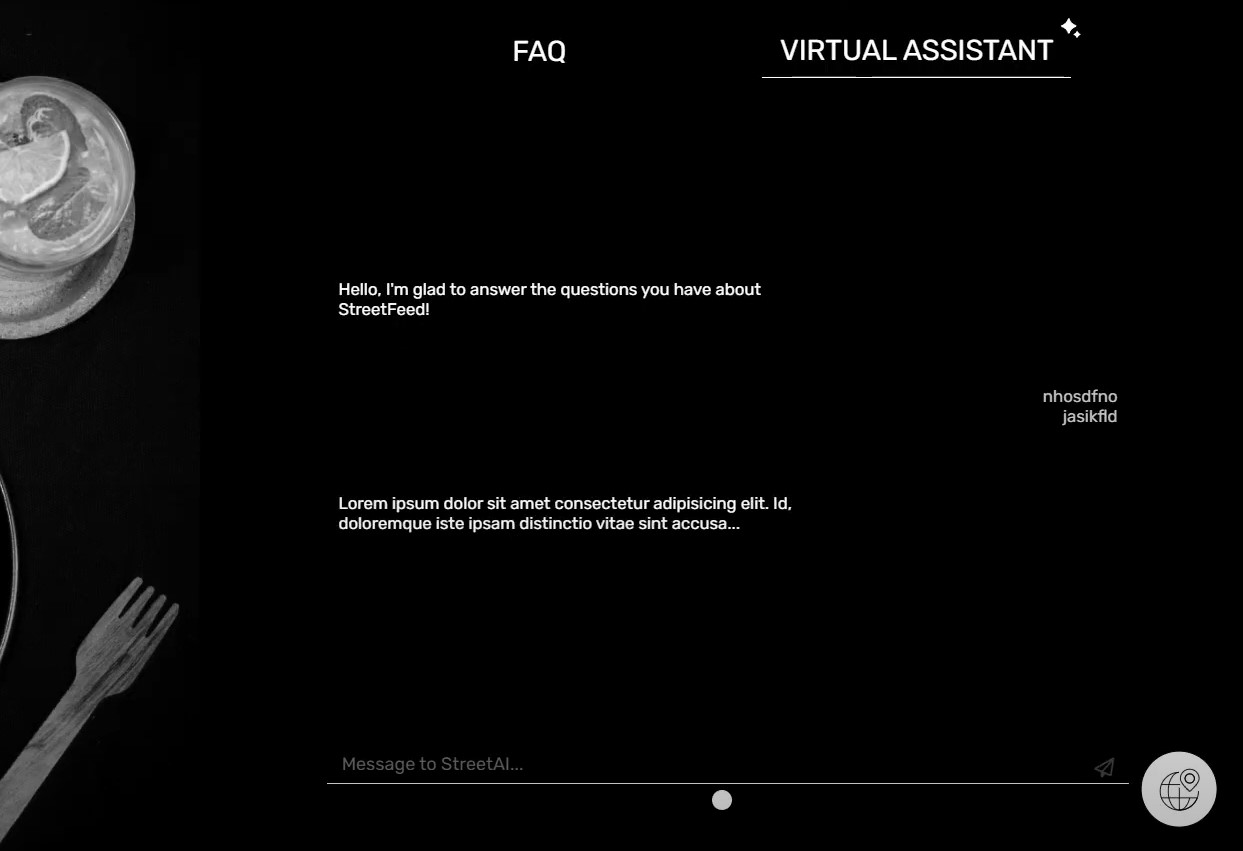 FAQ
VIRTUAL ASSISTANT
Hello, I'm glad to answer the questions you have about
StreetFeed!
nhosdfno
jasikfld
Lorem ipsum dolor sit amet consectetur adipisicing elit. Id,
doloremque iste ipsam distinctio vitae sint accusa...
Message to StreetAI...